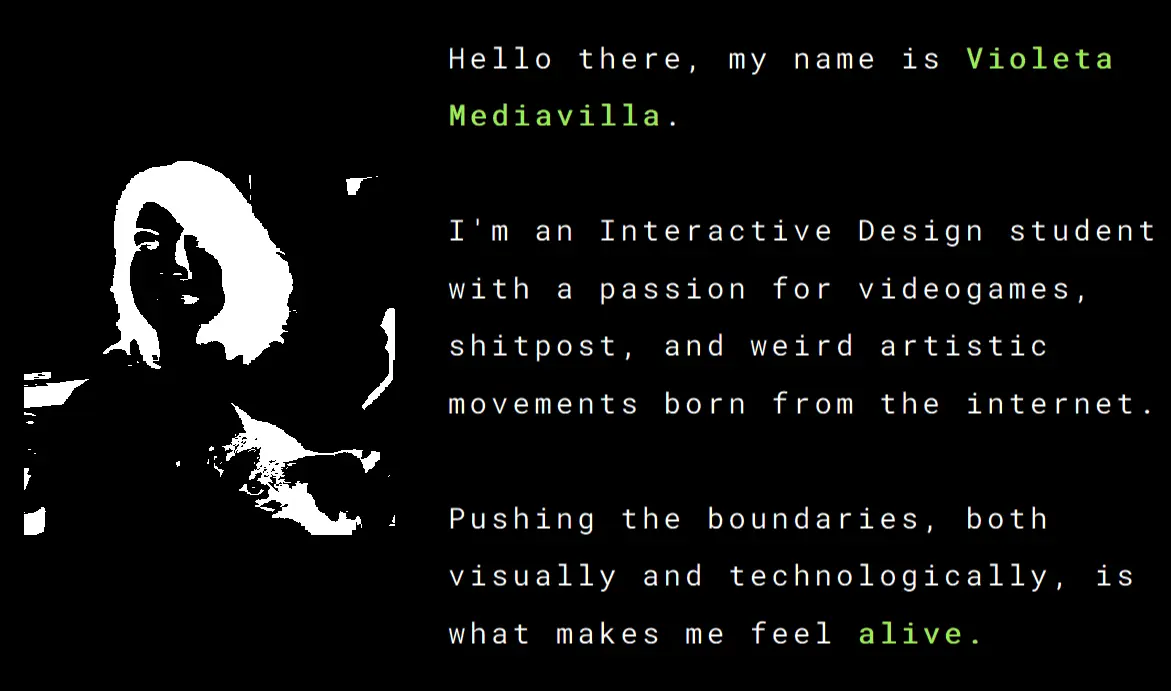 Hello there, my name is Violeta
Mediavilla.
I'm an Interactive Design student
with a passion for videogames,
shitpost, and weird artistic
movements born from the internet.
Pushing the boundaries, both
visually and technologically, is
what makes me feel alive.